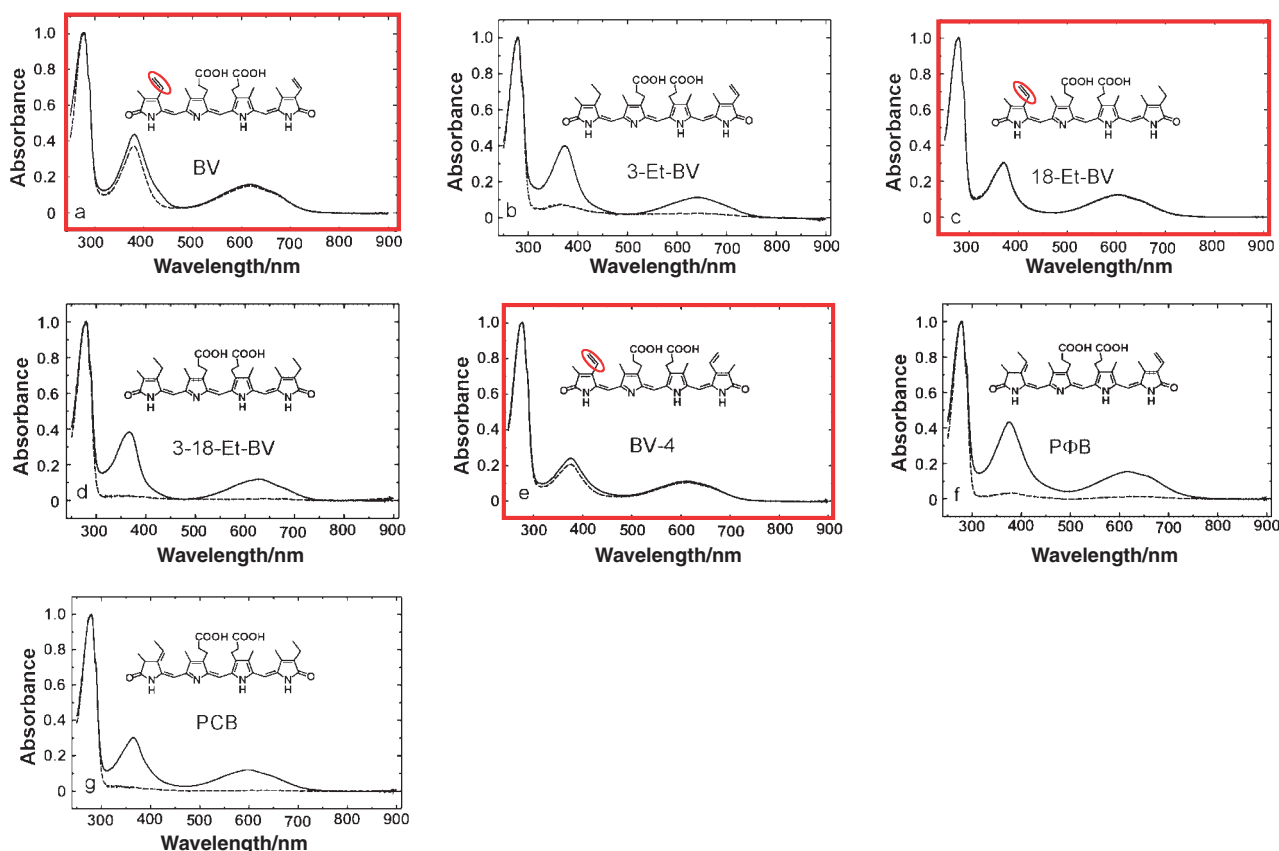 Absorbance
1.0
0.8
0.6
0.4
0.2
0
COOH COOH
O N H N N H N H O
BV
a
300 400 500 600 700 800 900
Wavelength/nm
Absorbance
1.0
0.8
0.6
0.4
0.2
0
COOH COOH
O N H N N H N H O
3-Et-BV
b
300 400 500 600 700 800 900
Wavelength/nm
Absorbance
1.0
0.8
0.6
0.4
0.2
0
COOH COOH
O N H N N H N H O
18-Et-BV
c
300 400 500 600 700 800 900
Wavelength/nm
Absorbance
1.0
0.8
0.6
0.4
0.2
0
COOH COOH
O N H N N H N H O
3-18-Et-BV
d
300 400 500 600 700 800 900
Wavelength/nm
Absorbance
1.0
0.8
0.6
0.4
0.2
0
COOH COOH
O N H N N H N H O
BV-4
e
300 400 500 600 700 800 900
Wavelength/nm
Absorbance
1.0
0.8
0.6
0.4
0.2
0
COOH COOH
O N H N N H N H O
PΦB
f
300 400 500 600 700 800 900
Wavelength/nm
Absorbance
1.0
0.8
0.6
0.4
0.2
0
COOH COOH
O N H N N H N H O
PCB
g
300 400 500 600 700 800 900
Wavelength/nm